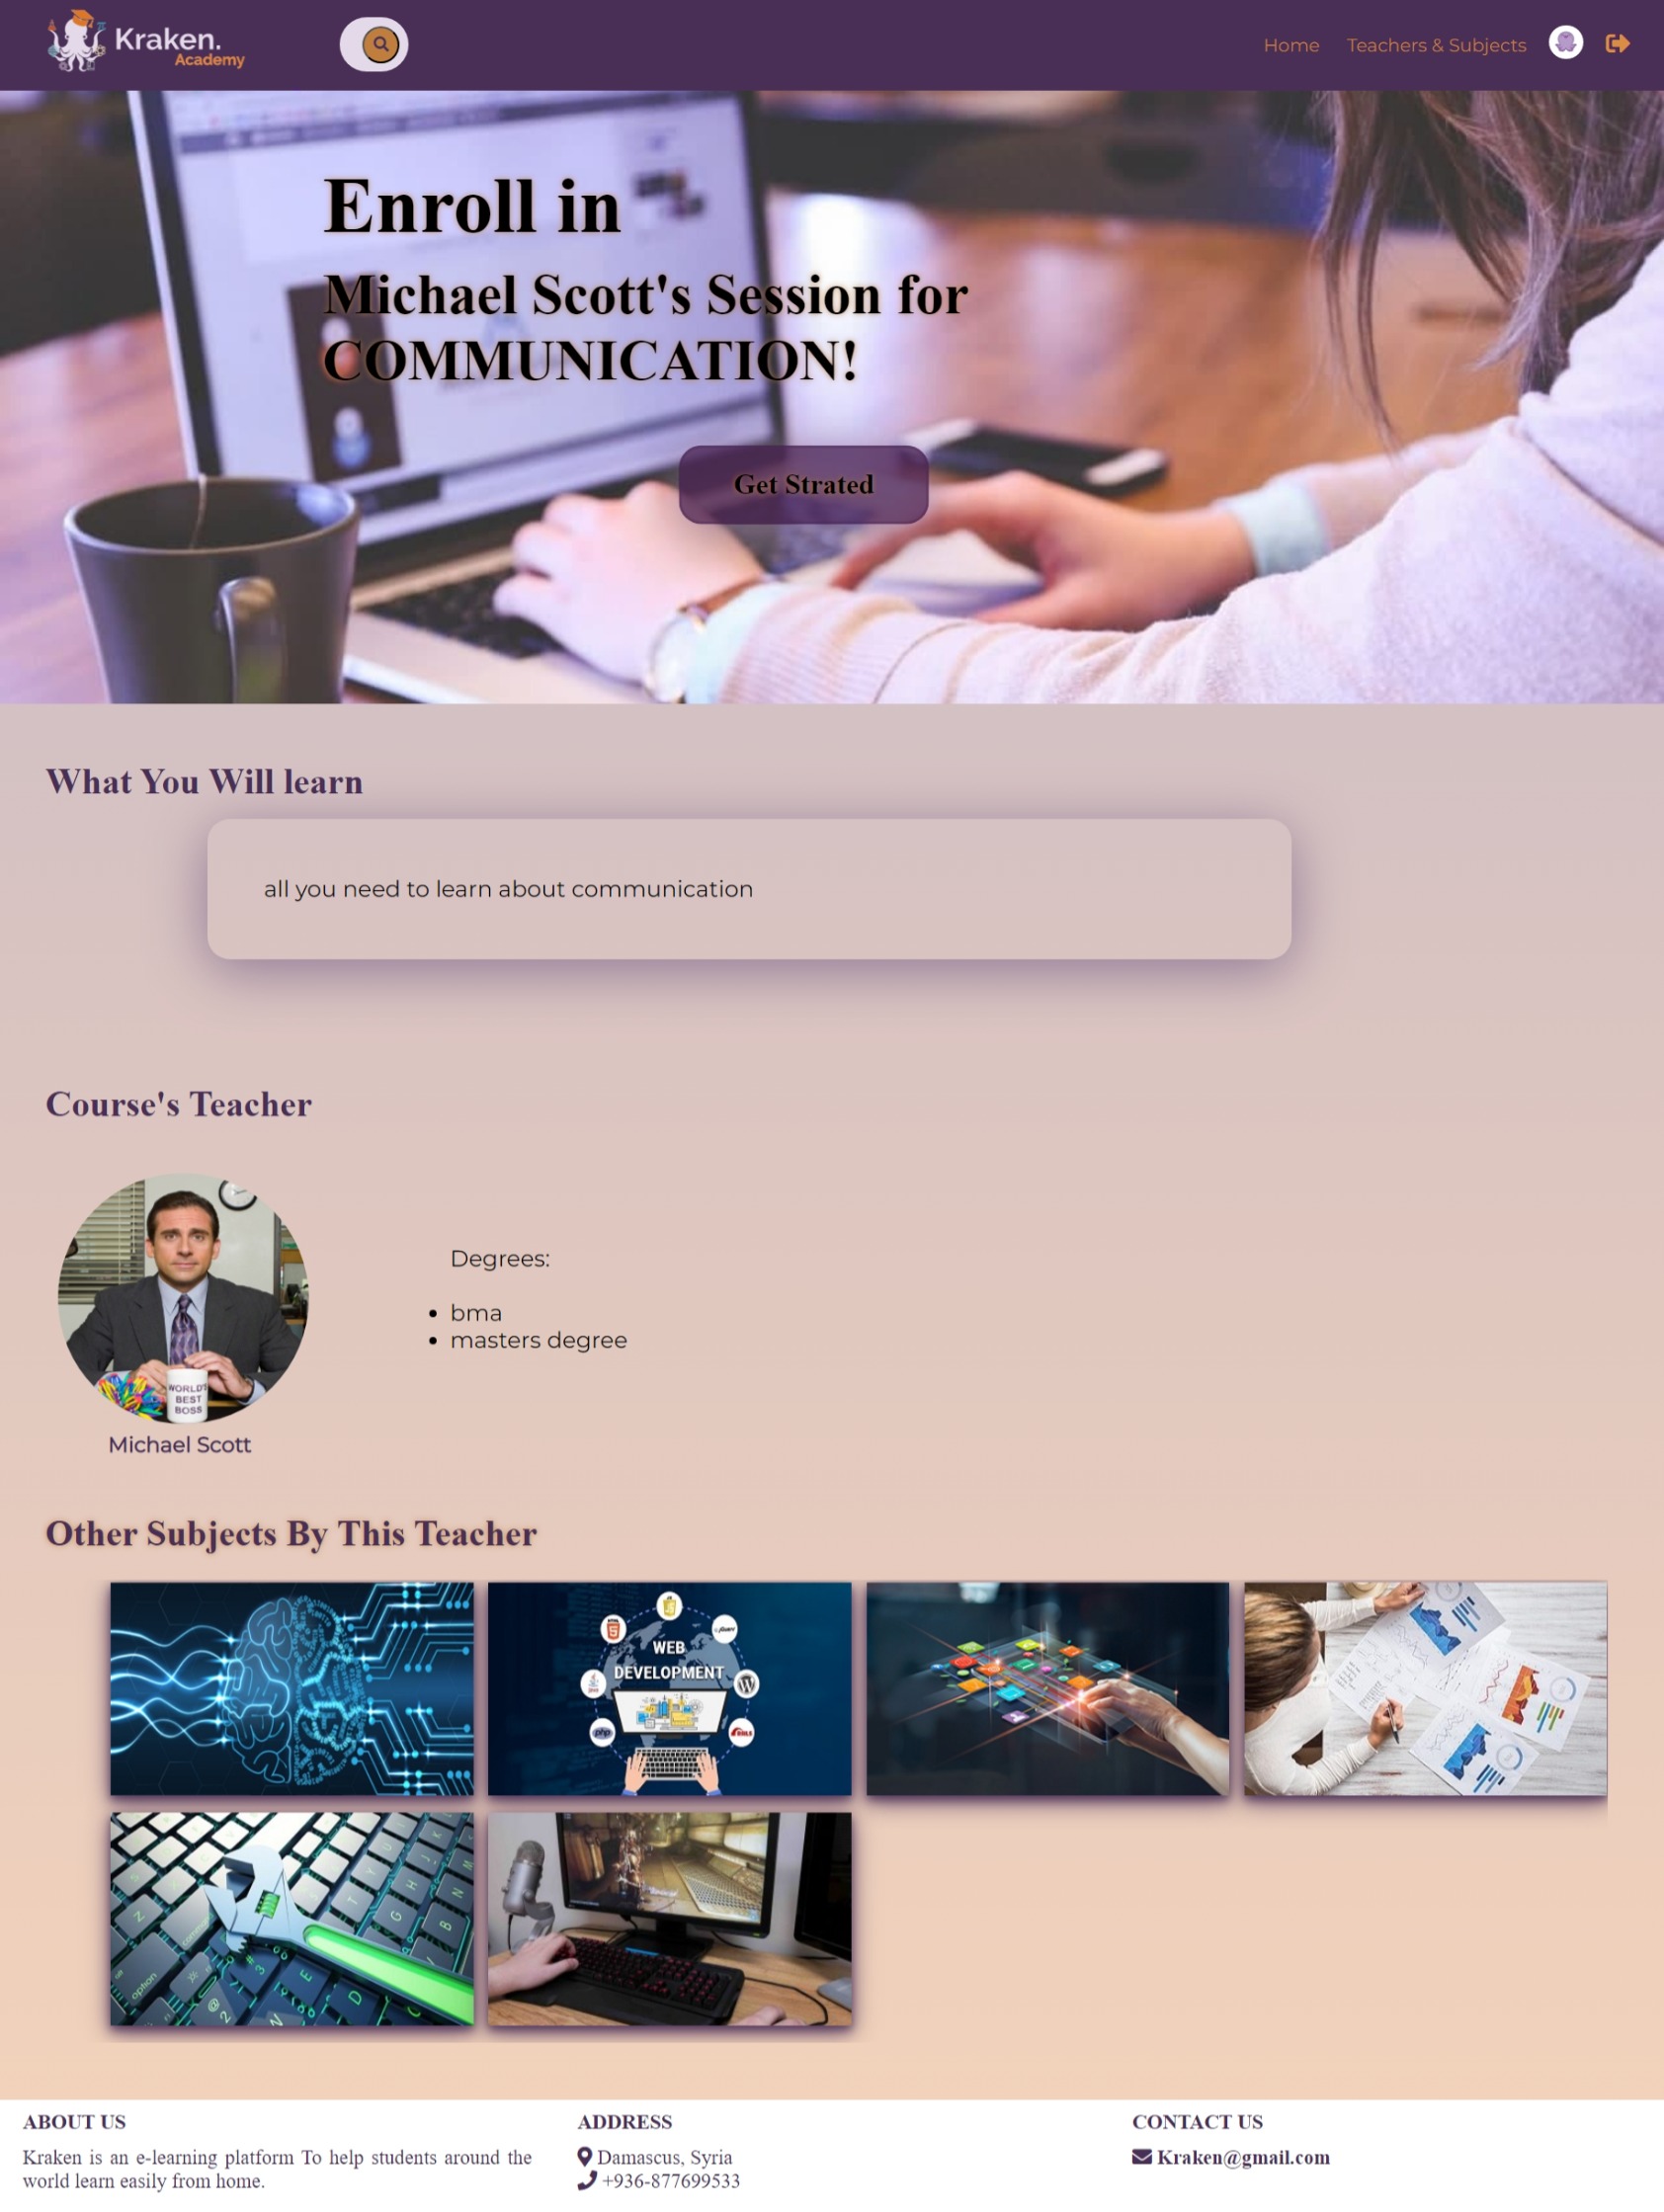 Kraken.
Academy
Home
Teachers & Subjects
Enroll in
Michael Scott's Session for
COMMUNICATION!
Get Strated
What You Will learn
all you need to learn about communication
Course's Teacher
Degrees:
• bma
• masters degree
WORLD'S
BEST
BOSS
Michael Scott
Other Subjects By This Teacher
WEB
DEVELOPMENT
php
option
ABOUT US
Kraken is an e-learning platform To help students around the
world learn easily from home.
ADDRESS
Damascus, Syria
+936-877699533
CONTACT US
Kraken@gmail.com